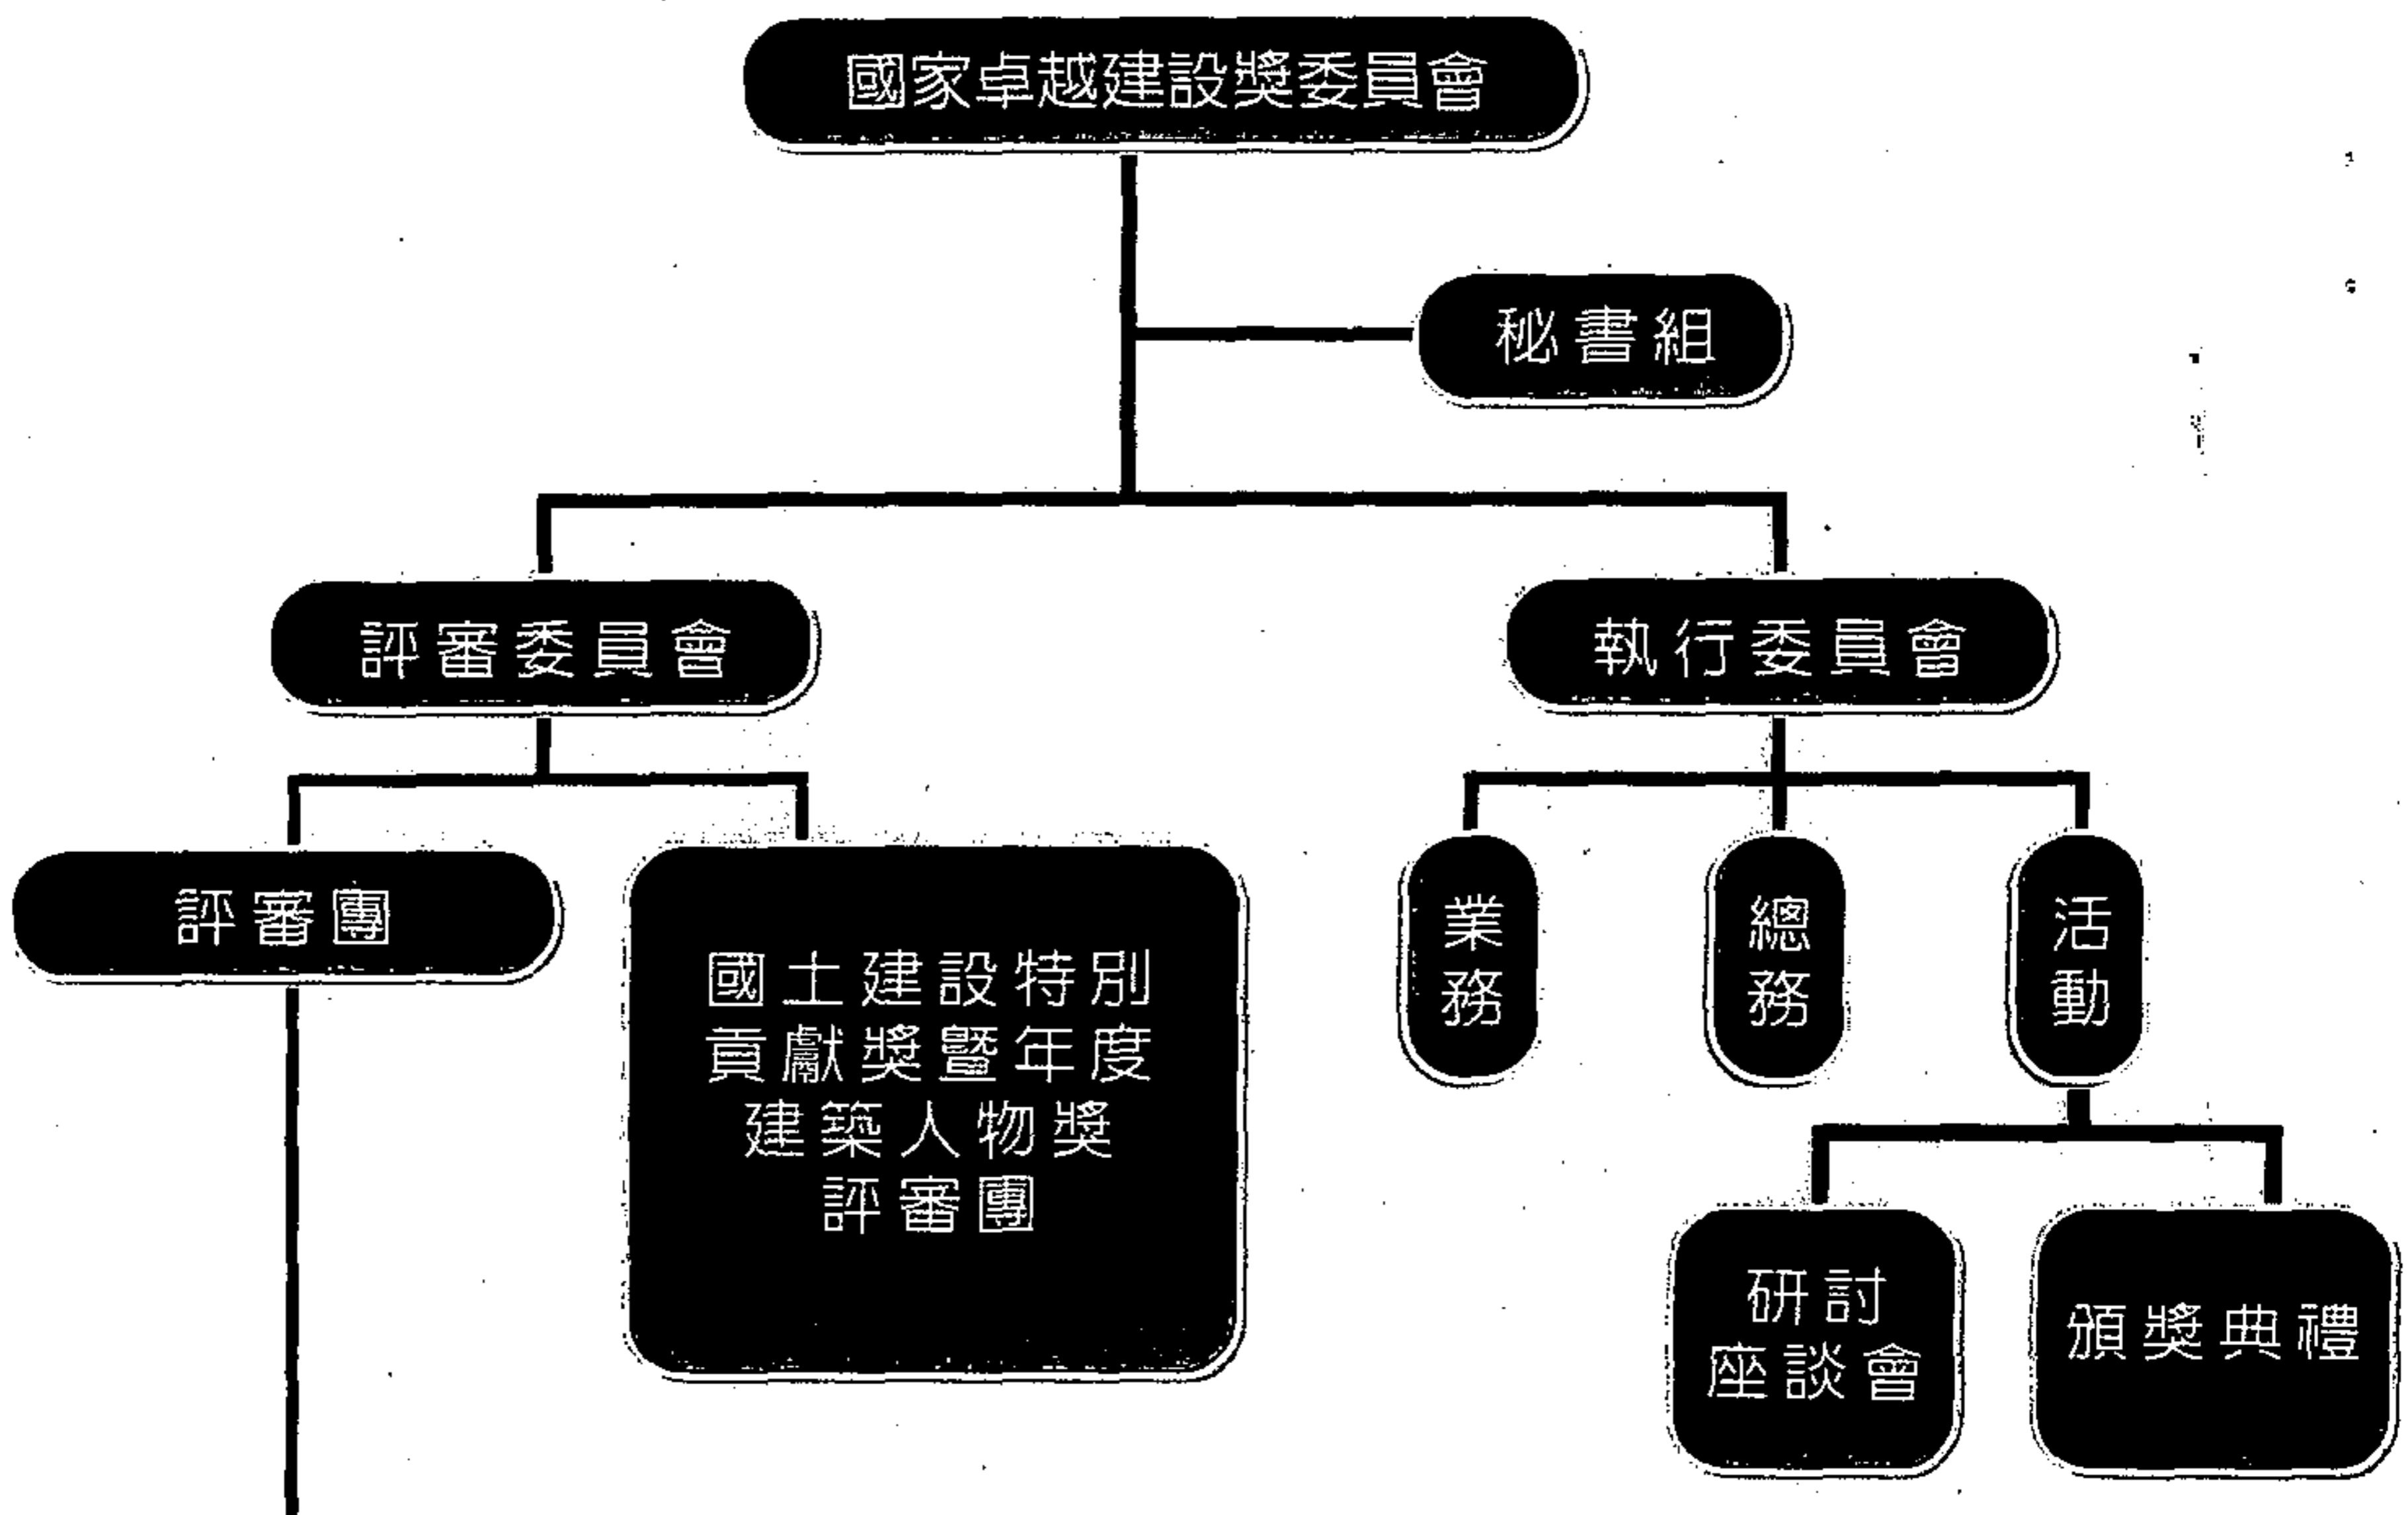 國家卓越建設獎委員會
秘書組
評審委員會
執行委員會
評審團
國土建設特別
貢獻獎暨年度
建築人物獎
評審團
業務
總務
活動
研討
座談會
頒獎典禮